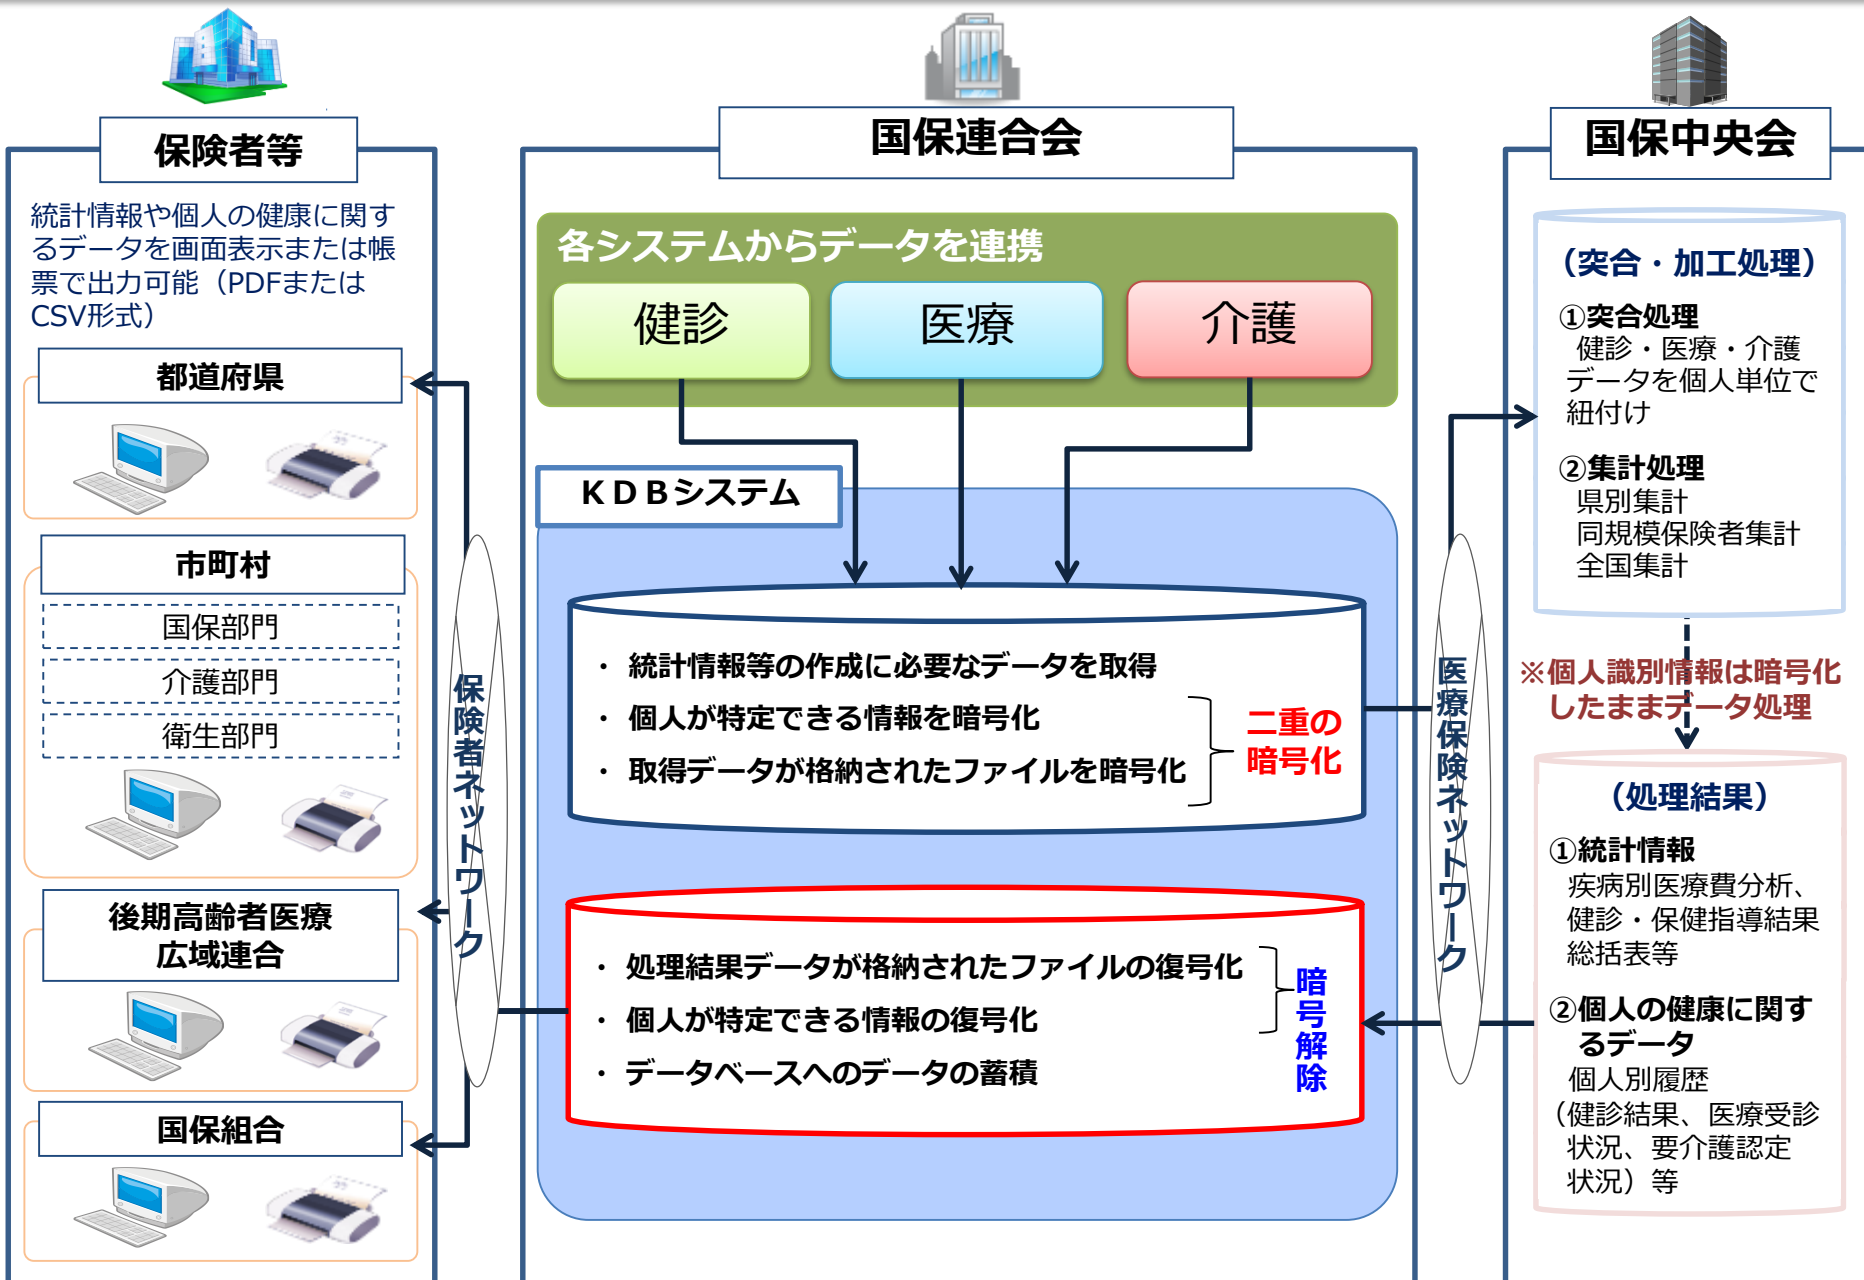 保険者等
統計情報や個人の健康に関す
るデータを画面表示または帳
票で出力可能（PDFまたは
CSV形式）
都道府県
市町村
国保部門
介護部門
衛生部門
後期高齢者医療
広域連合
国保組合
保険者ネットワーク
国保連合会
各システムからデータを連携
健診
医療
介護
ＫＤＢシステム
・ 統計情報等の作成に必要なデータを取得
・ 個人が特定できる情報を暗号化
・ 取得データが格納されたファイルを暗号化
二重の
暗号化
・ 処理結果データが格納されたファイルの復号化
・ 個人が特定できる情報の復号化
・ データベースへのデータの蓄積
暗号解除
医療保険ネットワーク
国保中央会
（突合・加工処理）
①突合処理
健診・医療・介護
データを個人単位で
紐付け
②集計処理
県別集計
同規模保険者集計
全国集計
※個人識別情報は暗号化
したままデータ処理
（処理結果）
①統計情報
疾病別医療費分析、
健診・保健指導結果
総括表等
②個人の健康に関す
るデータ
個人別履歴
（健診結果、医療受診
状況、要介護認定
状況）等